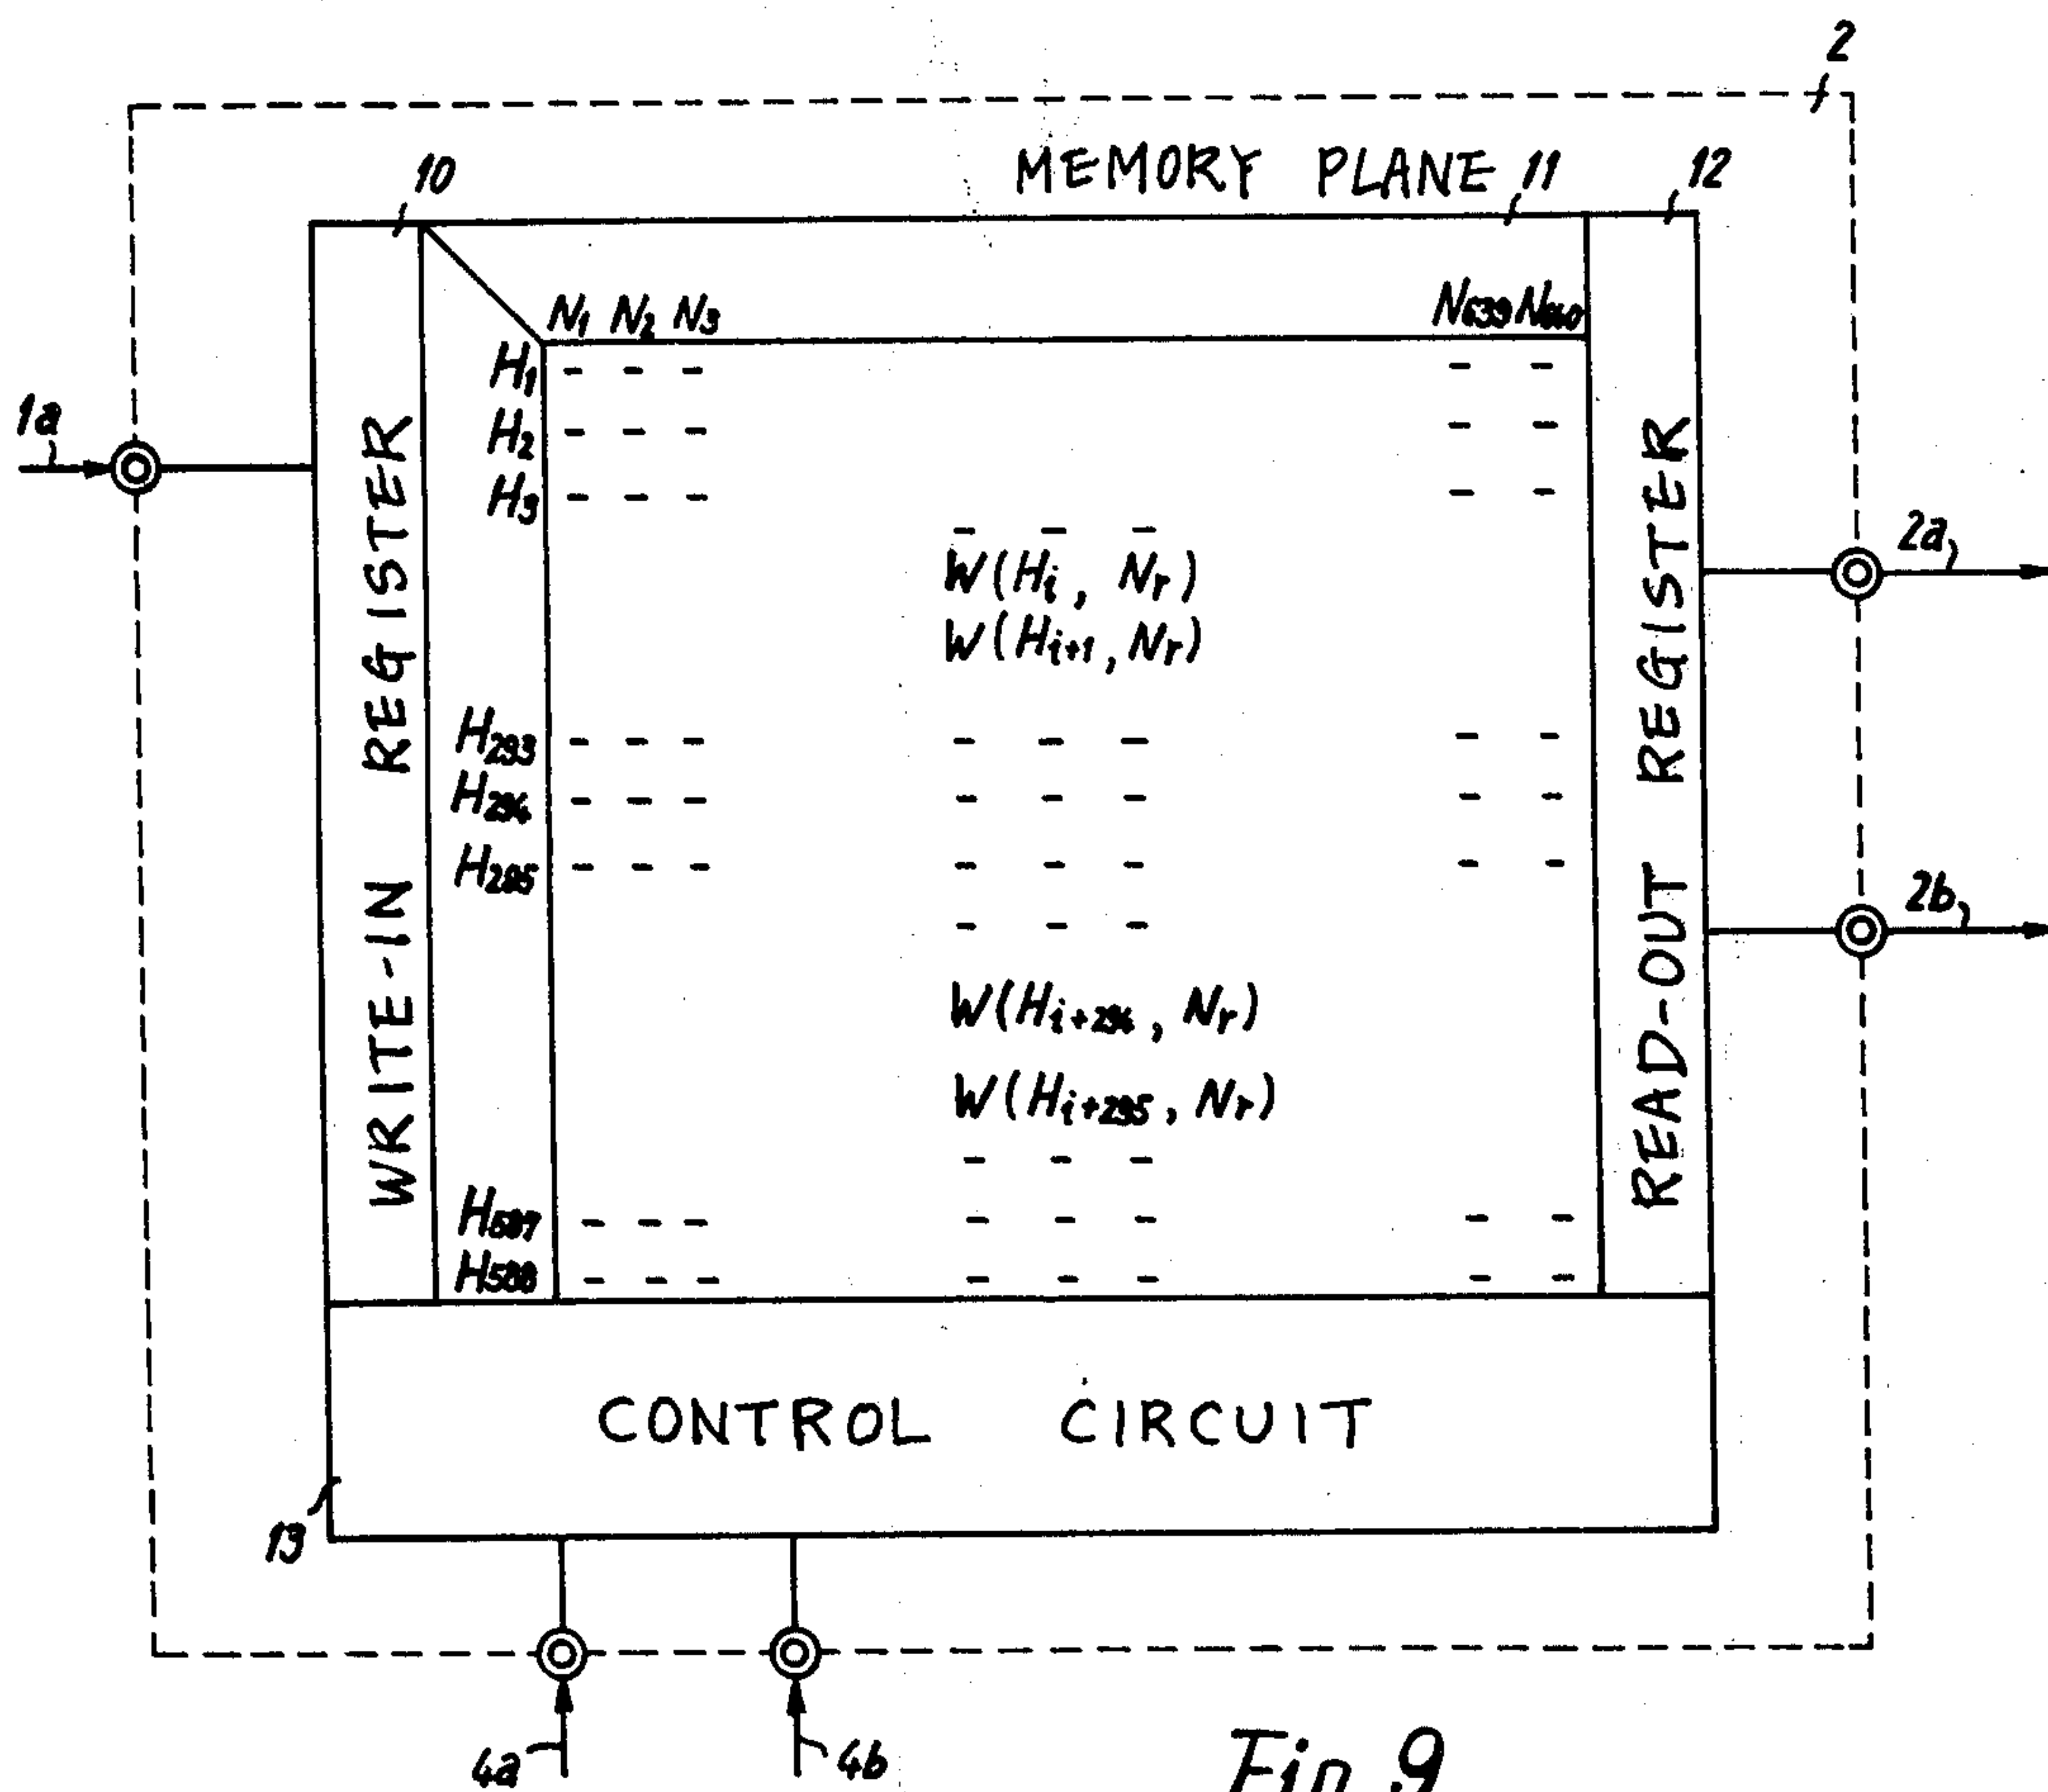 2
MEMORY PLANE
10
11
12
N1 N2 N3
N639 N640
H1 - - - - -
1a
H2 - - - - -
H3 - - - - -
- - -
2a
W(Hi, Nr)
W(Hi+1, Nr)
WRITE-IN REGISTER
READ-OUT REGISTER
H293 - - - - - - - -
H294 - - - - - - - -
H295 - - - - - - - -
2b
- - -
W(Hi+294, Nr)
W(Hi+295, Nr)
- - -
H587 - - - - - - - -
H588 - - - - - - - -
CONTROL CIRCUIT
13
4a
4b
Fig. 9